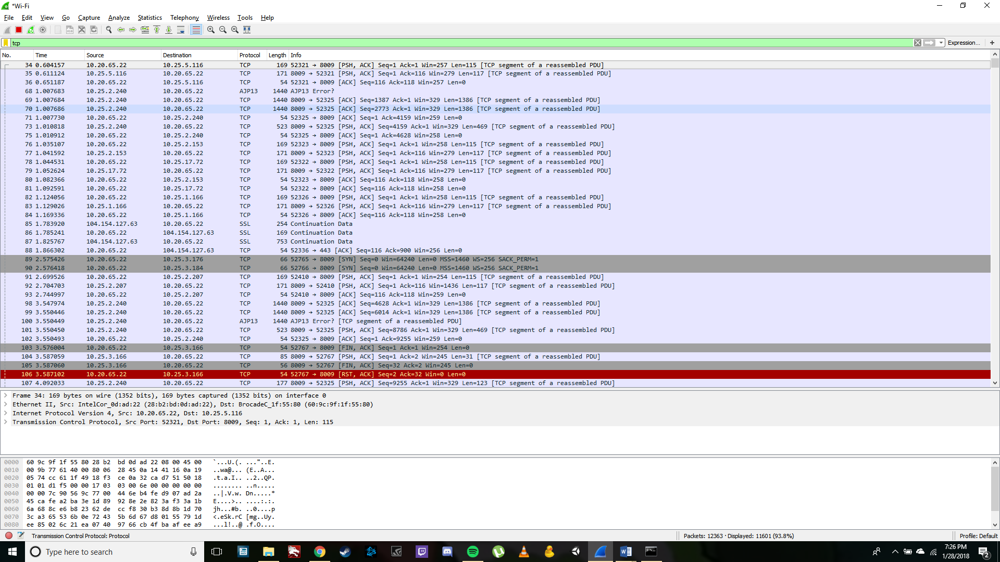 *Wi-Fi
File Edit View Go Capture Analyze Statistics Telephony Wireless Tools Help
tcp Expression... +
No. Time Source Destination Protocol Length Info
34 0.604157 10.20.65.22 10.25.5.116 TCP 169 52321 → 8009 [PSH, ACK] Seq=1 Ack=1 Win=257 Len=115 [TCP segment of a reassembled PDU]
35 0.611124 10.25.5.116 10.20.65.22 TCP 171 8009 → 52321 [PSH, ACK] Seq=1 Ack=116 Win=279 Len=117 [TCP segment of a reassembled PDU]
36 0.651187 10.20.65.22 10.25.5.116 TCP 54 52321 → 8009 [ACK] Seq=116 Ack=118 Win=257 Len=0
68 1.007683 10.25.2.240 10.20.65.22 AJP13 1440 AJP13 Error?
69 1.007684 10.25.2.240 10.20.65.22 TCP 1440 8009 → 52325 [ACK] Seq=1387 Ack=1 Win=329 Len=1386 [TCP segment of a reassembled PDU]
70 1.007686 10.25.2.240 10.20.65.22 TCP 1440 8009 → 52325 [ACK] Seq=2773 Ack=1 Win=329 Len=1386 [TCP segment of a reassembled PDU]
71 1.007730 10.20.65.22 10.25.2.240 TCP 54 52325 → 8009 [ACK] Seq=1 Ack=4159 Win=259 Len=0
73 1.010818 10.25.2.240 10.20.65.22 TCP 523 8009 → 52325 [PSH, ACK] Seq=4159 Ack=1 Win=329 Len=469 [TCP segment of a reassembled PDU]
75 1.010912 10.20.65.22 10.25.2.240 TCP 54 52325 → 8009 [ACK] Seq=1 Ack=4628 Win=258 Len=0
76 1.035107 10.20.65.22 10.25.2.153 TCP 169 52323 → 8009 [PSH, ACK] Seq=1 Ack=1 Win=258 Len=115 [TCP segment of a reassembled PDU]
77 1.041592 10.25.2.153 10.20.65.22 TCP 171 8009 → 52323 [PSH, ACK] Seq=1 Ack=116 Win=279 Len=117 [TCP segment of a reassembled PDU]
78 1.044531 10.20.65.22 10.25.17.72 TCP 169 52322 → 8009 [PSH, ACK] Seq=1 Ack=1 Win=258 Len=115 [TCP segment of a reassembled PDU]
79 1.052624 10.25.17.72 10.20.65.22 TCP 171 8009 → 52322 [PSH, ACK] Seq=1 Ack=116 Win=279 Len=117 [TCP segment of a reassembled PDU]
80 1.082366 10.20.65.22 10.25.2.153 TCP 54 52323 → 8009 [ACK] Seq=116 Ack=118 Win=258 Len=0
81 1.092591 10.20.65.22 10.25.17.72 TCP 54 52322 → 8009 [ACK] Seq=116 Ack=118 Win=258 Len=0
82 1.124056 10.20.65.22 10.25.1.166 TCP 169 52326 → 8009 [PSH, ACK] Seq=1 Ack=1 Win=258 Len=115 [TCP segment of a reassembled PDU]
83 1.129026 10.25.1.166 10.20.65.22 TCP 171 8009 → 52326 [PSH, ACK] Seq=1 Ack=116 Win=279 Len=117 [TCP segment of a reassembled PDU]
84 1.169336 10.20.65.22 10.25.1.166 TCP 54 52326 → 8009 [ACK] Seq=116 Ack=118 Win=258 Len=0
85 1.783920 104.154.127.63 10.20.65.22 SSL 254 Continuation Data
86 1.785241 10.20.65.22 104.154.127.63 SSL 169 Continuation Data
87 1.825767 104.154.127.63 10.20.65.22 SSL 753 Continuation Data
88 1.866302 10.20.65.22 104.154.127.63 TCP 54 52336 → 443 [ACK] Seq=116 Ack=900 Win=256 Len=0
89 2.575426 10.20.65.22 10.25.3.176 TCP 66 52765 → 8009 [SYN] Seq=0 Win=64240 Len=0 MSS=1460 WS=256 SACK_PERM=1
90 2.576418 10.20.65.22 10.25.3.184 TCP 66 52766 → 8009 [SYN] Seq=0 Win=64240 Len=0 MSS=1460 WS=256 SACK_PERM=1
91 2.699526 10.20.65.22 10.25.2.207 TCP 169 52410 → 8009 [PSH, ACK] Seq=1 Ack=1 Win=254 Len=115 [TCP segment of a reassembled PDU]
92 2.704703 10.25.2.207 10.20.65.22 TCP 171 8009 → 52410 [PSH, ACK] Seq=1 Ack=116 Win=1436 Len=117 [TCP segment of a reassembled PDU]
93 2.744997 10.20.65.22 10.25.2.207 TCP 54 52410 → 8009 [ACK] Seq=116 Ack=118 Win=259 Len=0
98 3.547974 10.25.2.240 10.20.65.22 TCP 1440 8009 → 52325 [ACK] Seq=4628 Ack=1 Win=329 Len=1386 [TCP segment of a reassembled PDU]
99 3.550446 10.25.2.240 10.20.65.22 TCP 1440 8009 → 52325 [ACK] Seq=6014 Ack=1 Win=329 Len=1386 [TCP segment of a reassembled PDU]
100 3.550449 10.25.2.240 10.20.65.22 AJP13 1440 AJP13 Error? [TCP segment of a reassembled PDU]
101 3.550450 10.25.2.240 10.20.65.22 TCP 523 8009 → 52325 [PSH, ACK] Seq=8786 Ack=1 Win=329 Len=469 [TCP segment of a reassembled PDU]
102 3.550493 10.20.65.22 10.25.2.240 TCP 54 52325 → 8009 [ACK] Seq=1 Ack=9255 Win=259 Len=0
103 3.576004 10.20.65.22 10.25.3.166 TCP 54 52767 → 8009 [FIN, ACK] Seq=1 Ack=1 Win=254 Len=0
104 3.587059 10.25.3.166 10.20.65.22 TCP 85 8009 → 52767 [PSH, ACK] Seq=1 Ack=2 Win=245 Len=31 [TCP segment of a reassembled PDU]
105 3.587060 10.25.3.166 10.20.65.22 TCP 56 8009 → 52767 [FIN, ACK] Seq=32 Ack=2 Win=245 Len=0
106 3.587102 10.20.65.22 10.25.3.166 TCP 54 52767 → 8009 [RST, ACK] Seq=2 Ack=32 Win=0 Len=0
107 4.092033 10.25.2.240 10.20.65.22 TCP 177 8009 → 52325 [PSH, ACK] Seq=9255 Ack=1 Win=329 Len=123 [TCP segment of a reassembled PDU]
Frame 34: 169 bytes on wire (1352 bits), 169 bytes captured (1352 bits) on interface 0
Ethernet II, Src: IntelCor_0d:ad:22 (28:b2:bd:0d:ad:22), Dst: BrocadeC_1f:55:80 (60:9c:9f:1f:55:80)
Internet Protocol Version 4, Src: 10.20.65.22, Dst: 10.25.5.116
Transmission Control Protocol, Src Port: 52321, Dst Port: 8009, Seq: 1, Ack: 1, Len: 115
0000 60 9c 9f 1f 55 80 28 b2 bd 0d ad 22 08 00 45 00 `...U.(. ..."..E.
0010 00 9b 77 61 40 00 80 06 28 45 0a 14 41 16 0a 19 ..wa@... (E..A...
0020 05 74 cc 61 1f 49 18 f3 ce 0a 32 ca d7 51 50 18 .t.a.I.. ..2..QP.
0030 01 01 d1 f5 00 00 17 03 03 00 6e 00 00 00 00 00 ........ ..n.....
0040 00 00 7c 90 56 9c 77 00 44 6e b4 fe d9 07 ad 2a ..|.V.w. Dn.....*
0050 45 ca fe a2 ba 3e 1d 89 92 8e 2e 82 3a f3 3a 1b E....>.. ....:.:.
0060 6a 68 8c e6 b8 23 62 de cc f8 30 b3 8d 8b 1d 70 jh...#b. ..0....p
0070 3c a3 65 53 6b 0e 72 43 5b 6d 67 d8 01 55 79 1d <.eSk.rC [mg..Uy.
0080 ee 85 02 6c 21 ea 07 40 97 66 cb 4f ba af ee a9 ...l!..@ .f.O....
Transmission Control Protocol: Protocol Packets: 12363 · Displayed: 11601 (93.8%) Profile: Default
Type here to search
7:26 PM
1/28/2018
2